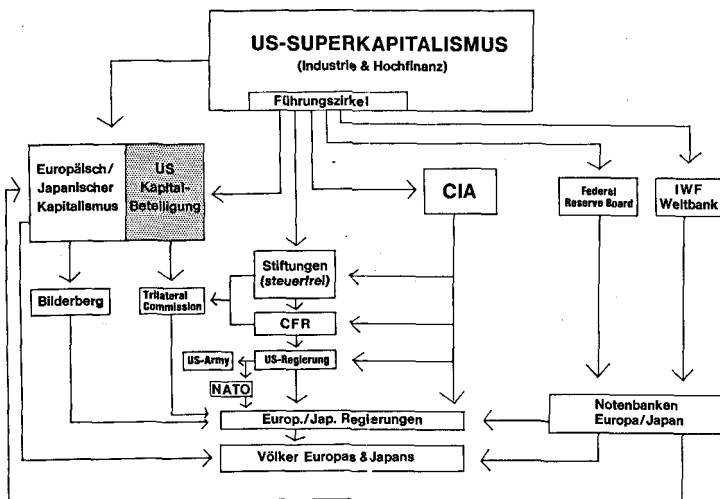 US-SUPERKAPITALISMUS
(Industrie & Hochfinanz)
Führungszirkel
Europäisch/
Japanischer
Kapitalismus
US
Kapital-
Beteiligung
CIA
Federal
Reserve Board
IWF
Weltbank
Stiftungen
(steuerfrei)
Bilderberg
Trilateral
Commission
CFR
US-Army
US-Regierung
NATO
Europ./Jap. Regierungen
Notenbanken
Europa/Japan
Völker Europas & Japans